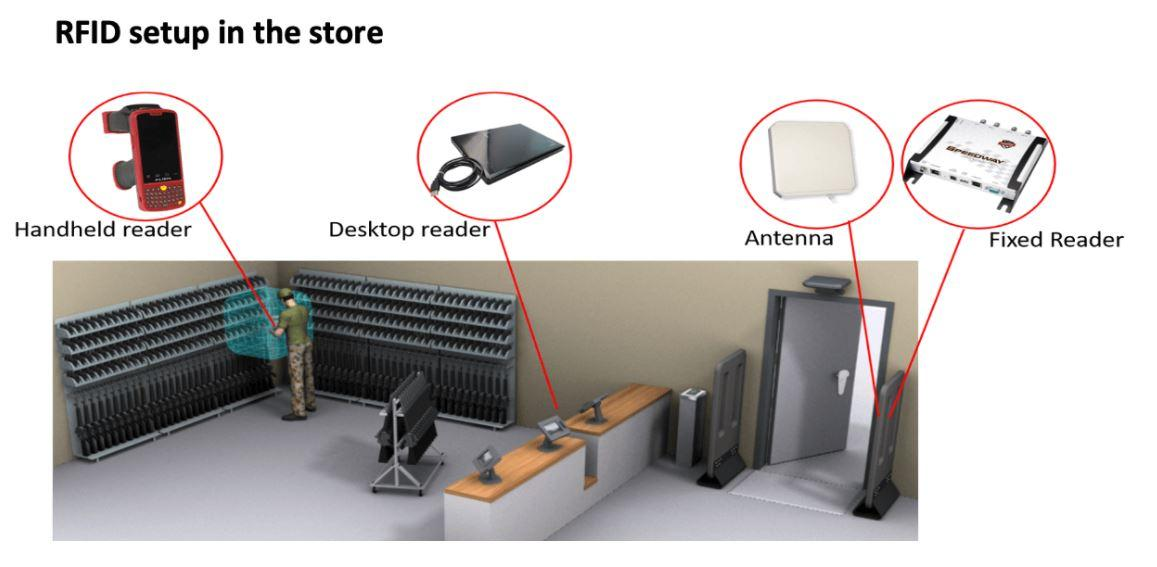 RFID setup in the store
Handheld reader
Desktop reader
Antenna
Fixed Reader
SPEEDWAY